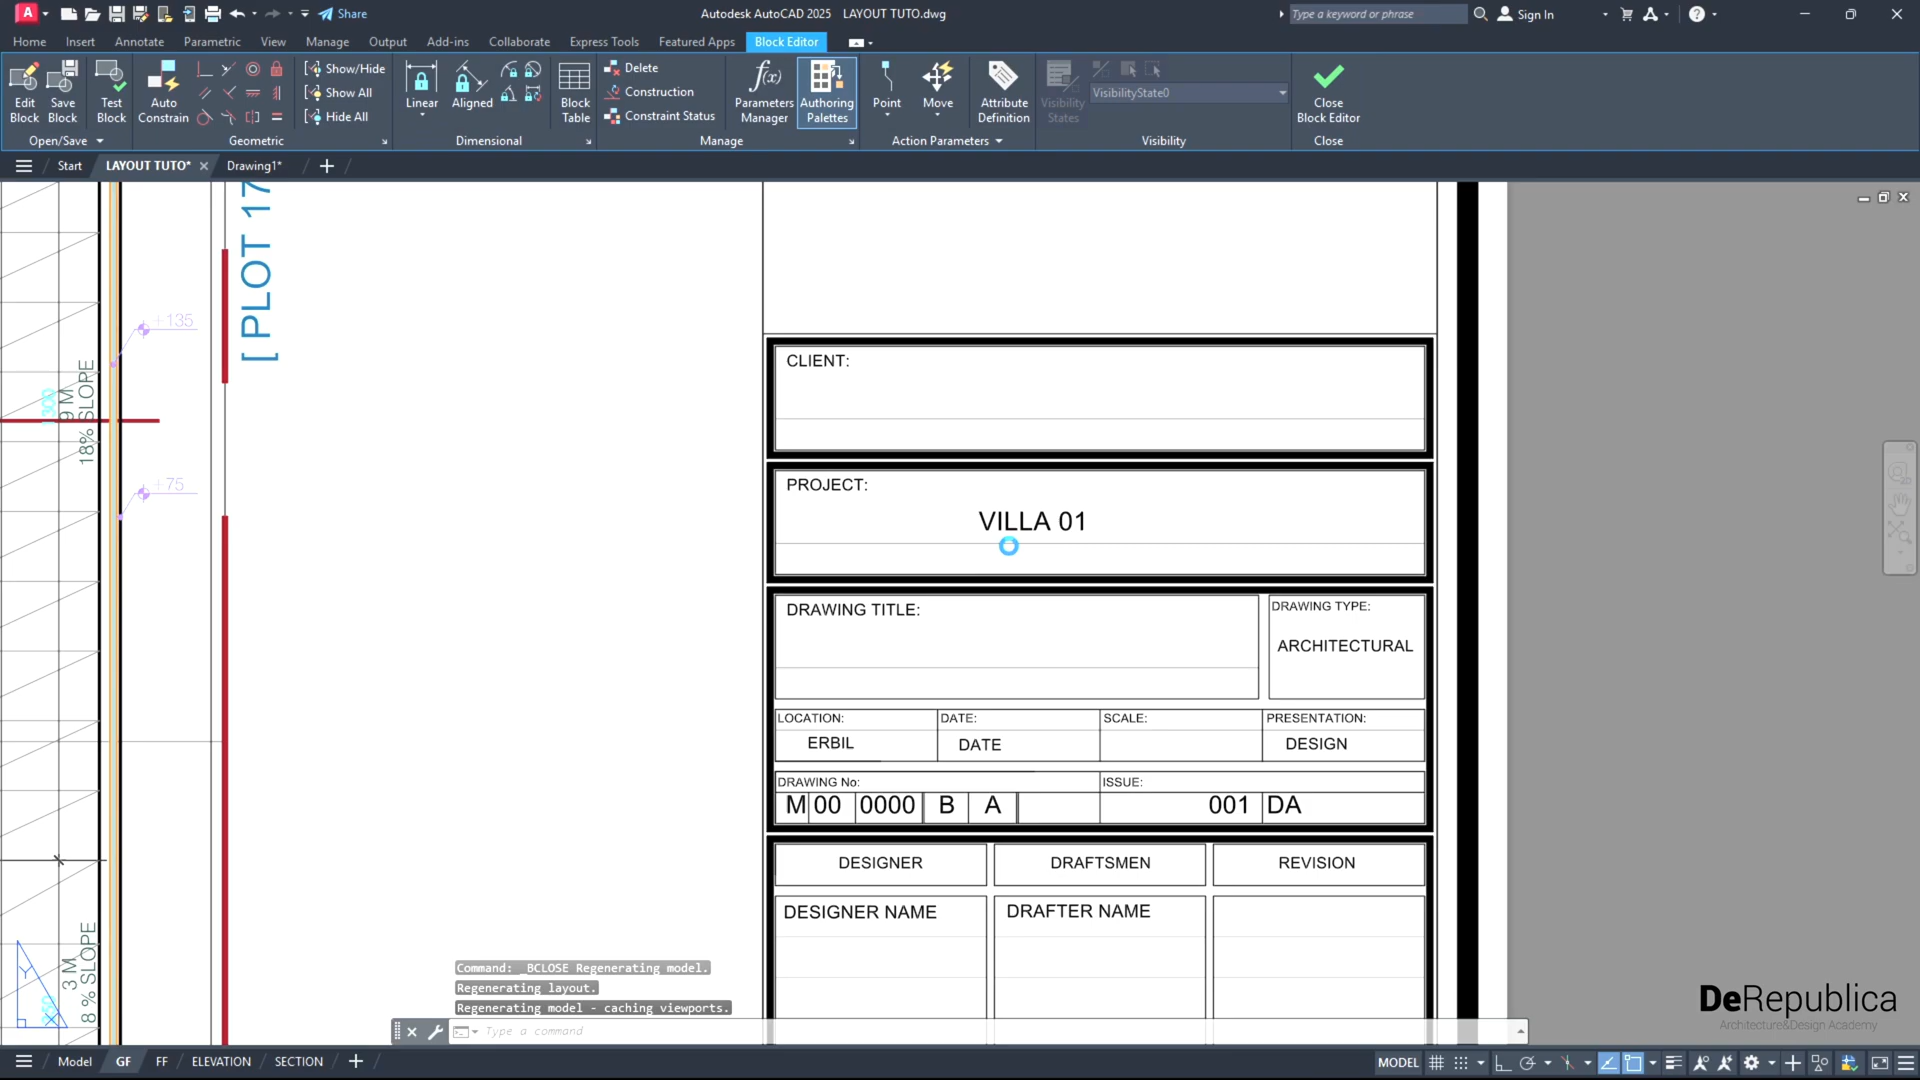 Share
Autodesk AutoCAD 2025 LAYOUT TUTO.dwg
Type a keyword or phrase
Sign In
Home Insert Annotate Parametric View Manage Output Add-ins Collaborate Express Tools Featured Apps Block Editor
Edit Block
Save Block
Test Block
Auto Constrain
Show/Hide
Show All
Hide All
Linear
Aligned
Block Table
Delete
Construction
Constraint Status
Parameters Manager
Authoring Palettes
Point
Move
Attribute Definition
Visibility States
VisibilityState0
Close Block Editor
Open/Save Geometric Dimensional Manage Action Parameters Visibility Close
Start LAYOUT TUTO* Drawing1*
[ PLOT 17
+135
300
9 M
18% SLOPE
+75
3 M
8 % SLOPE
350
Y
X
CLIENT:
PROJECT:
VILLA 01
DRAWING TITLE:
DRAWING TYPE:
ARCHITECTURAL
LOCATION: DATE: SCALE: PRESENTATION:
ERBIL DATE DESIGN
DRAWING No: ISSUE:
M 00 0000 B A 001 DA
DESIGNER DRAFTSMEN REVISION
DESIGNER NAME DRAFTER NAME
Command: _BCLOSE Regenerating model.
Regenerating layout.
Regenerating model - caching viewports.
Type a command
DeRepublica
Architecture&Design Academy
Model GF FF ELEVATION SECTION
MODEL